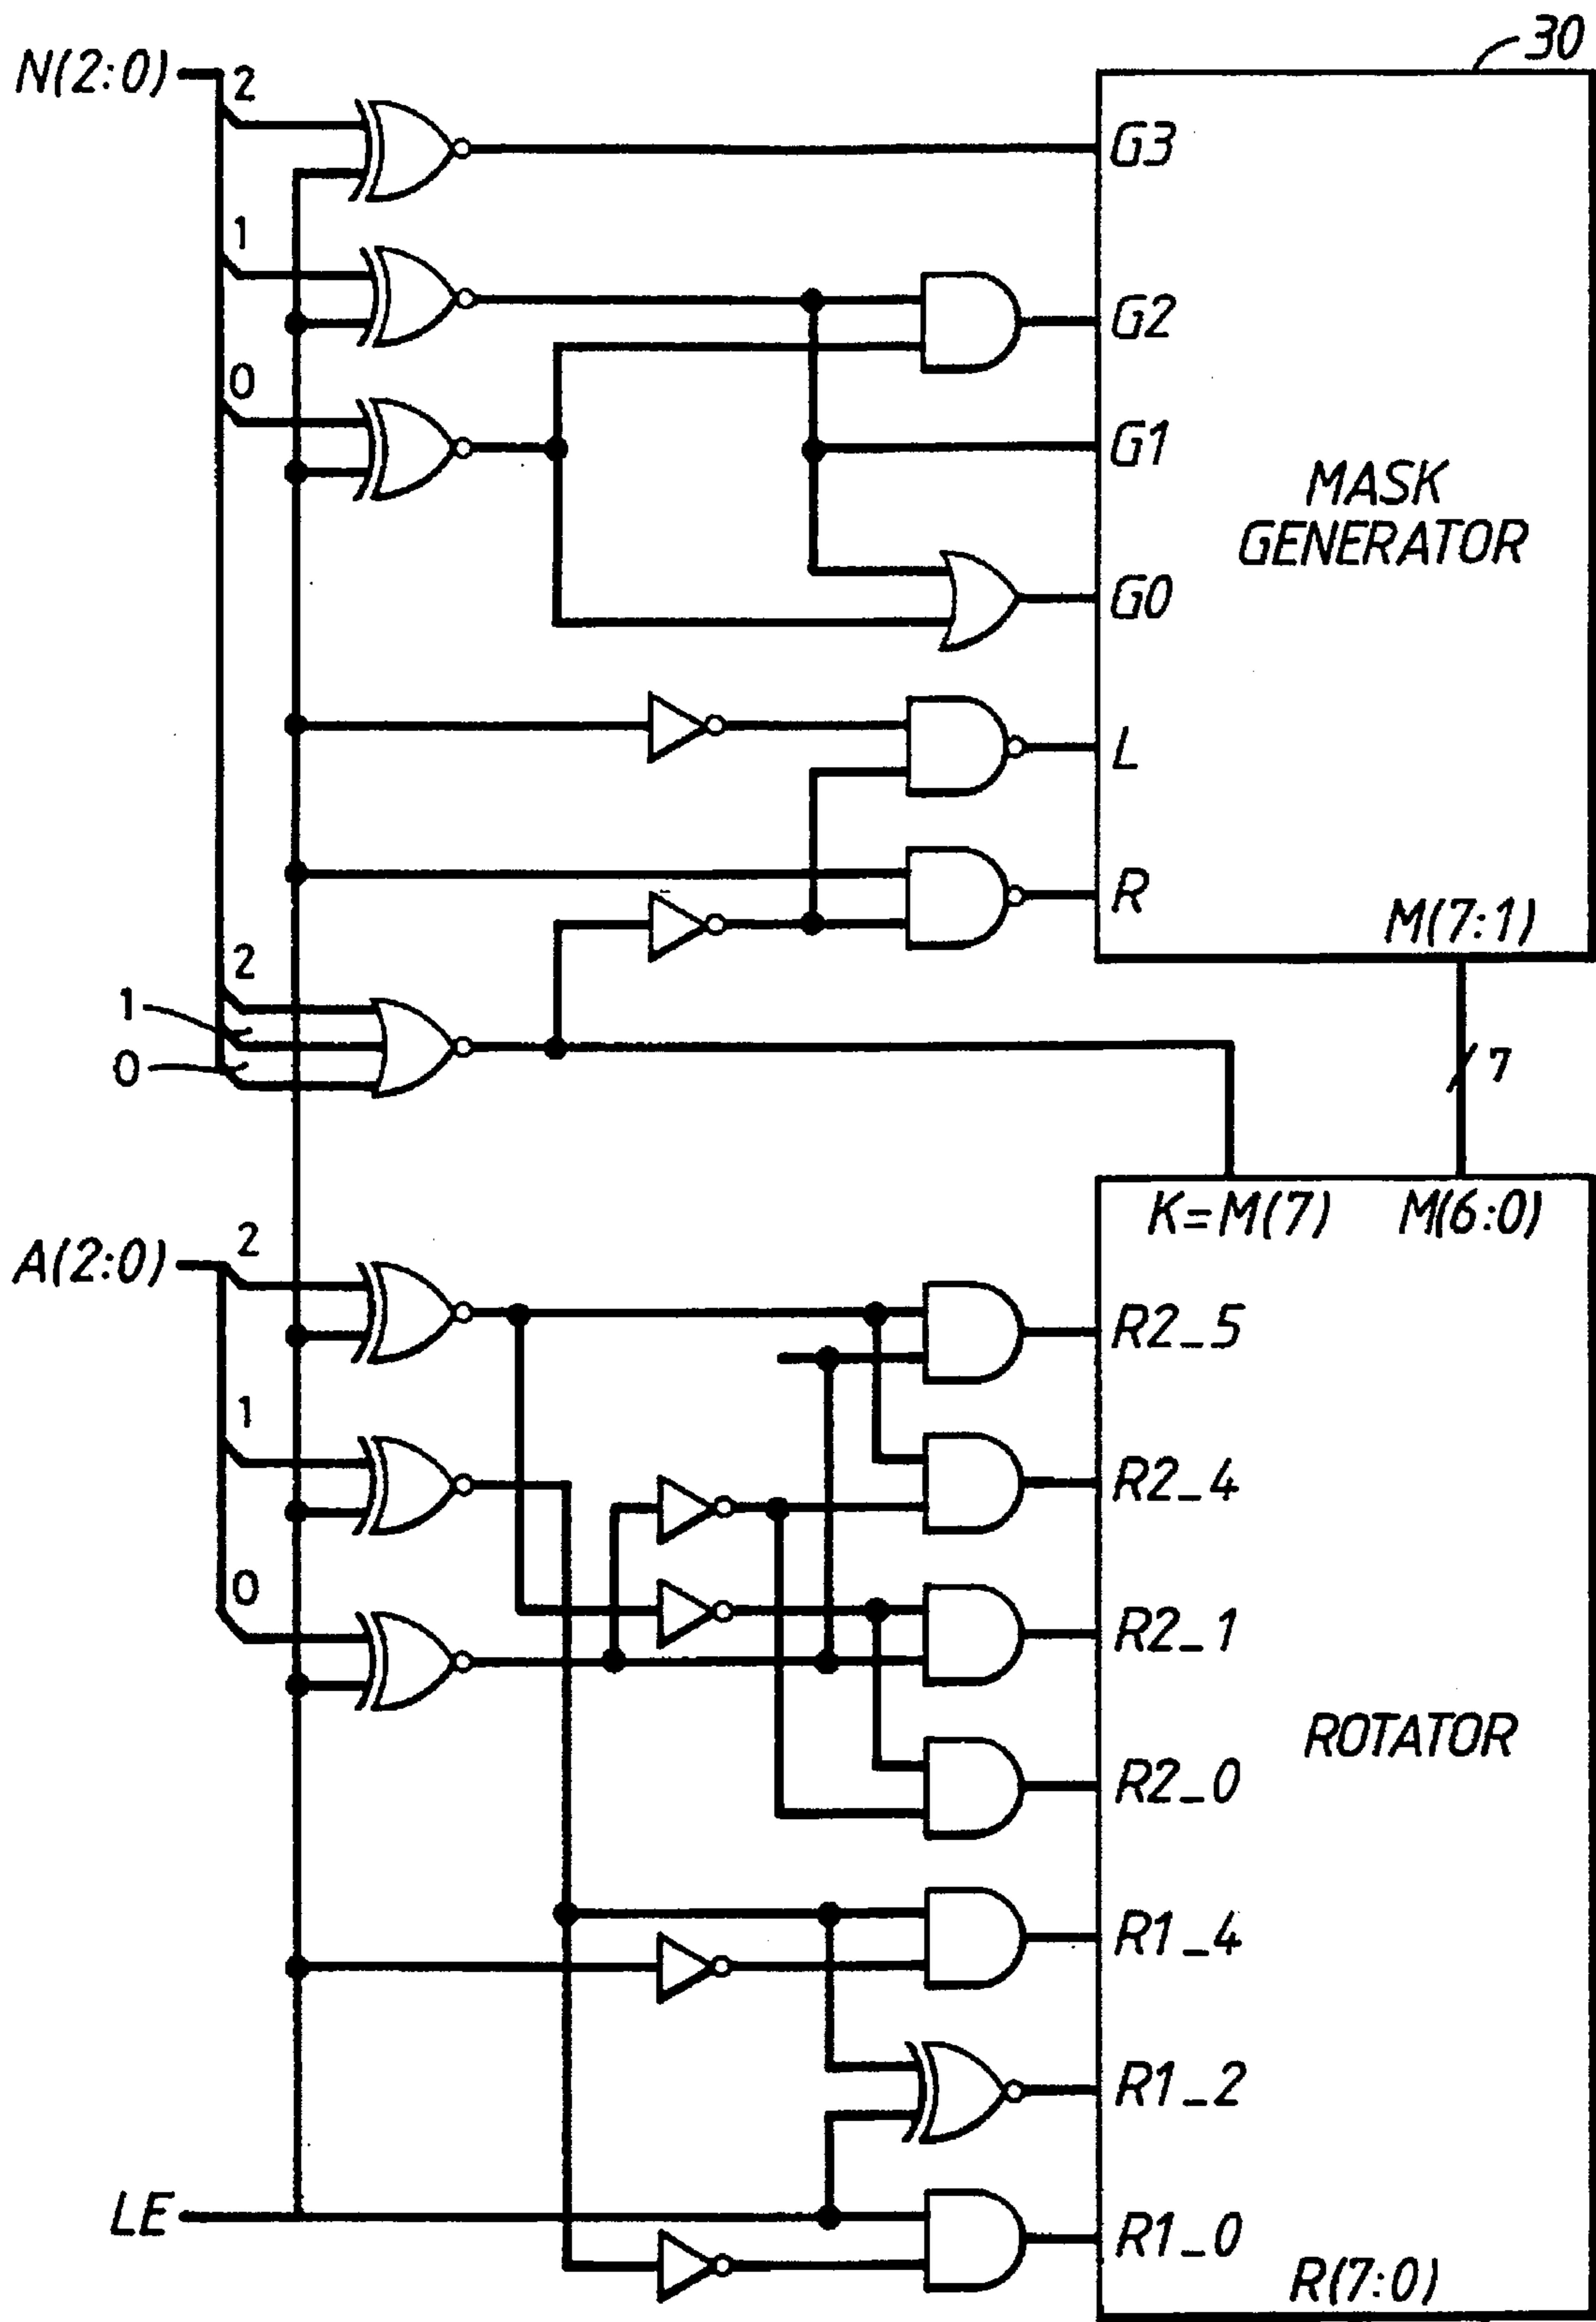 30
N(2:0)
2
G3
1
G2
0
G1
MASK
GENERATOR
G0
L
R
M(7:1)
2
1
0
7
K=M(7)
M(6:0)
A(2:0)
2
R2_5
1
R2_4
0
R2_1
ROTATOR
R2_0
R1_4
R1_2
LE
R1_0
R(7:0)